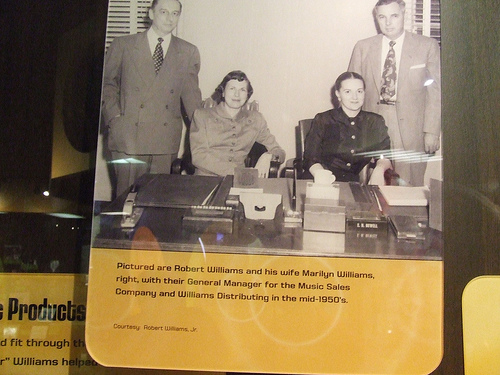 Pictured are Robert Williams and his wife Marilyn Williams,
right, with their General Manager for the Music Sales
Company and Williams Distributing in the mid-1950's.
Courtesy Robert Williams, Jr.
Products
d fit through th
r" Williams helped